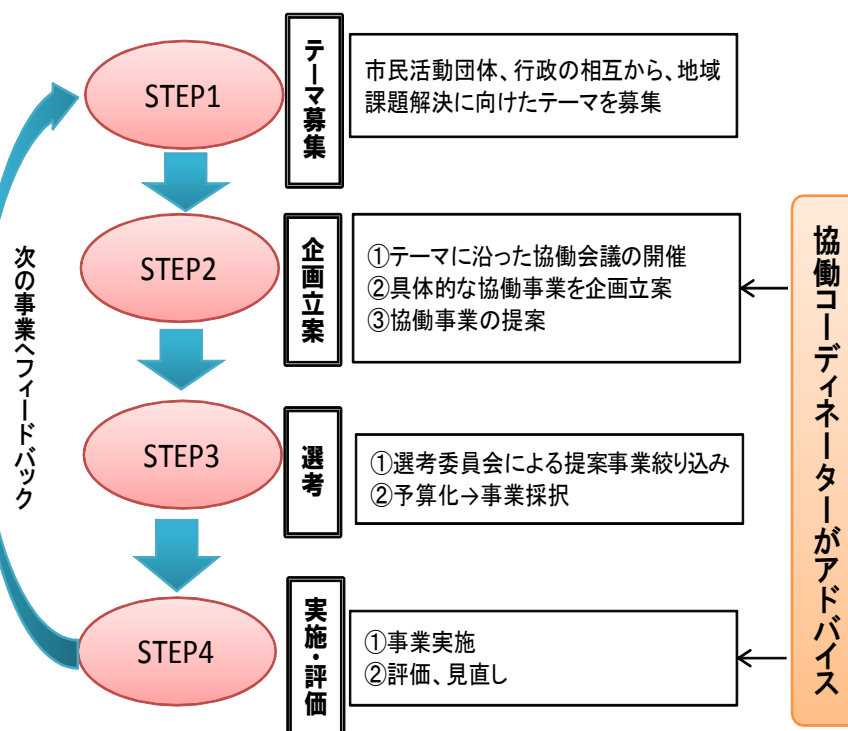 STEP1
テーマ募集
市民活動団体、行政の相互から、地域
課題解決に向けたテーマを募集
STEP2
企画立案
①テーマに沿った協働会議の開催
②具体的な協働事業を企画立案
③協働事業の提案
STEP3
選考
①選考委員会による提案事業絞り込み
②予算化→事業採択
STEP4
実施・評価
①事業実施
②評価、見直し
次の事業へフィードバック
協働コーディネーターがアドバイス